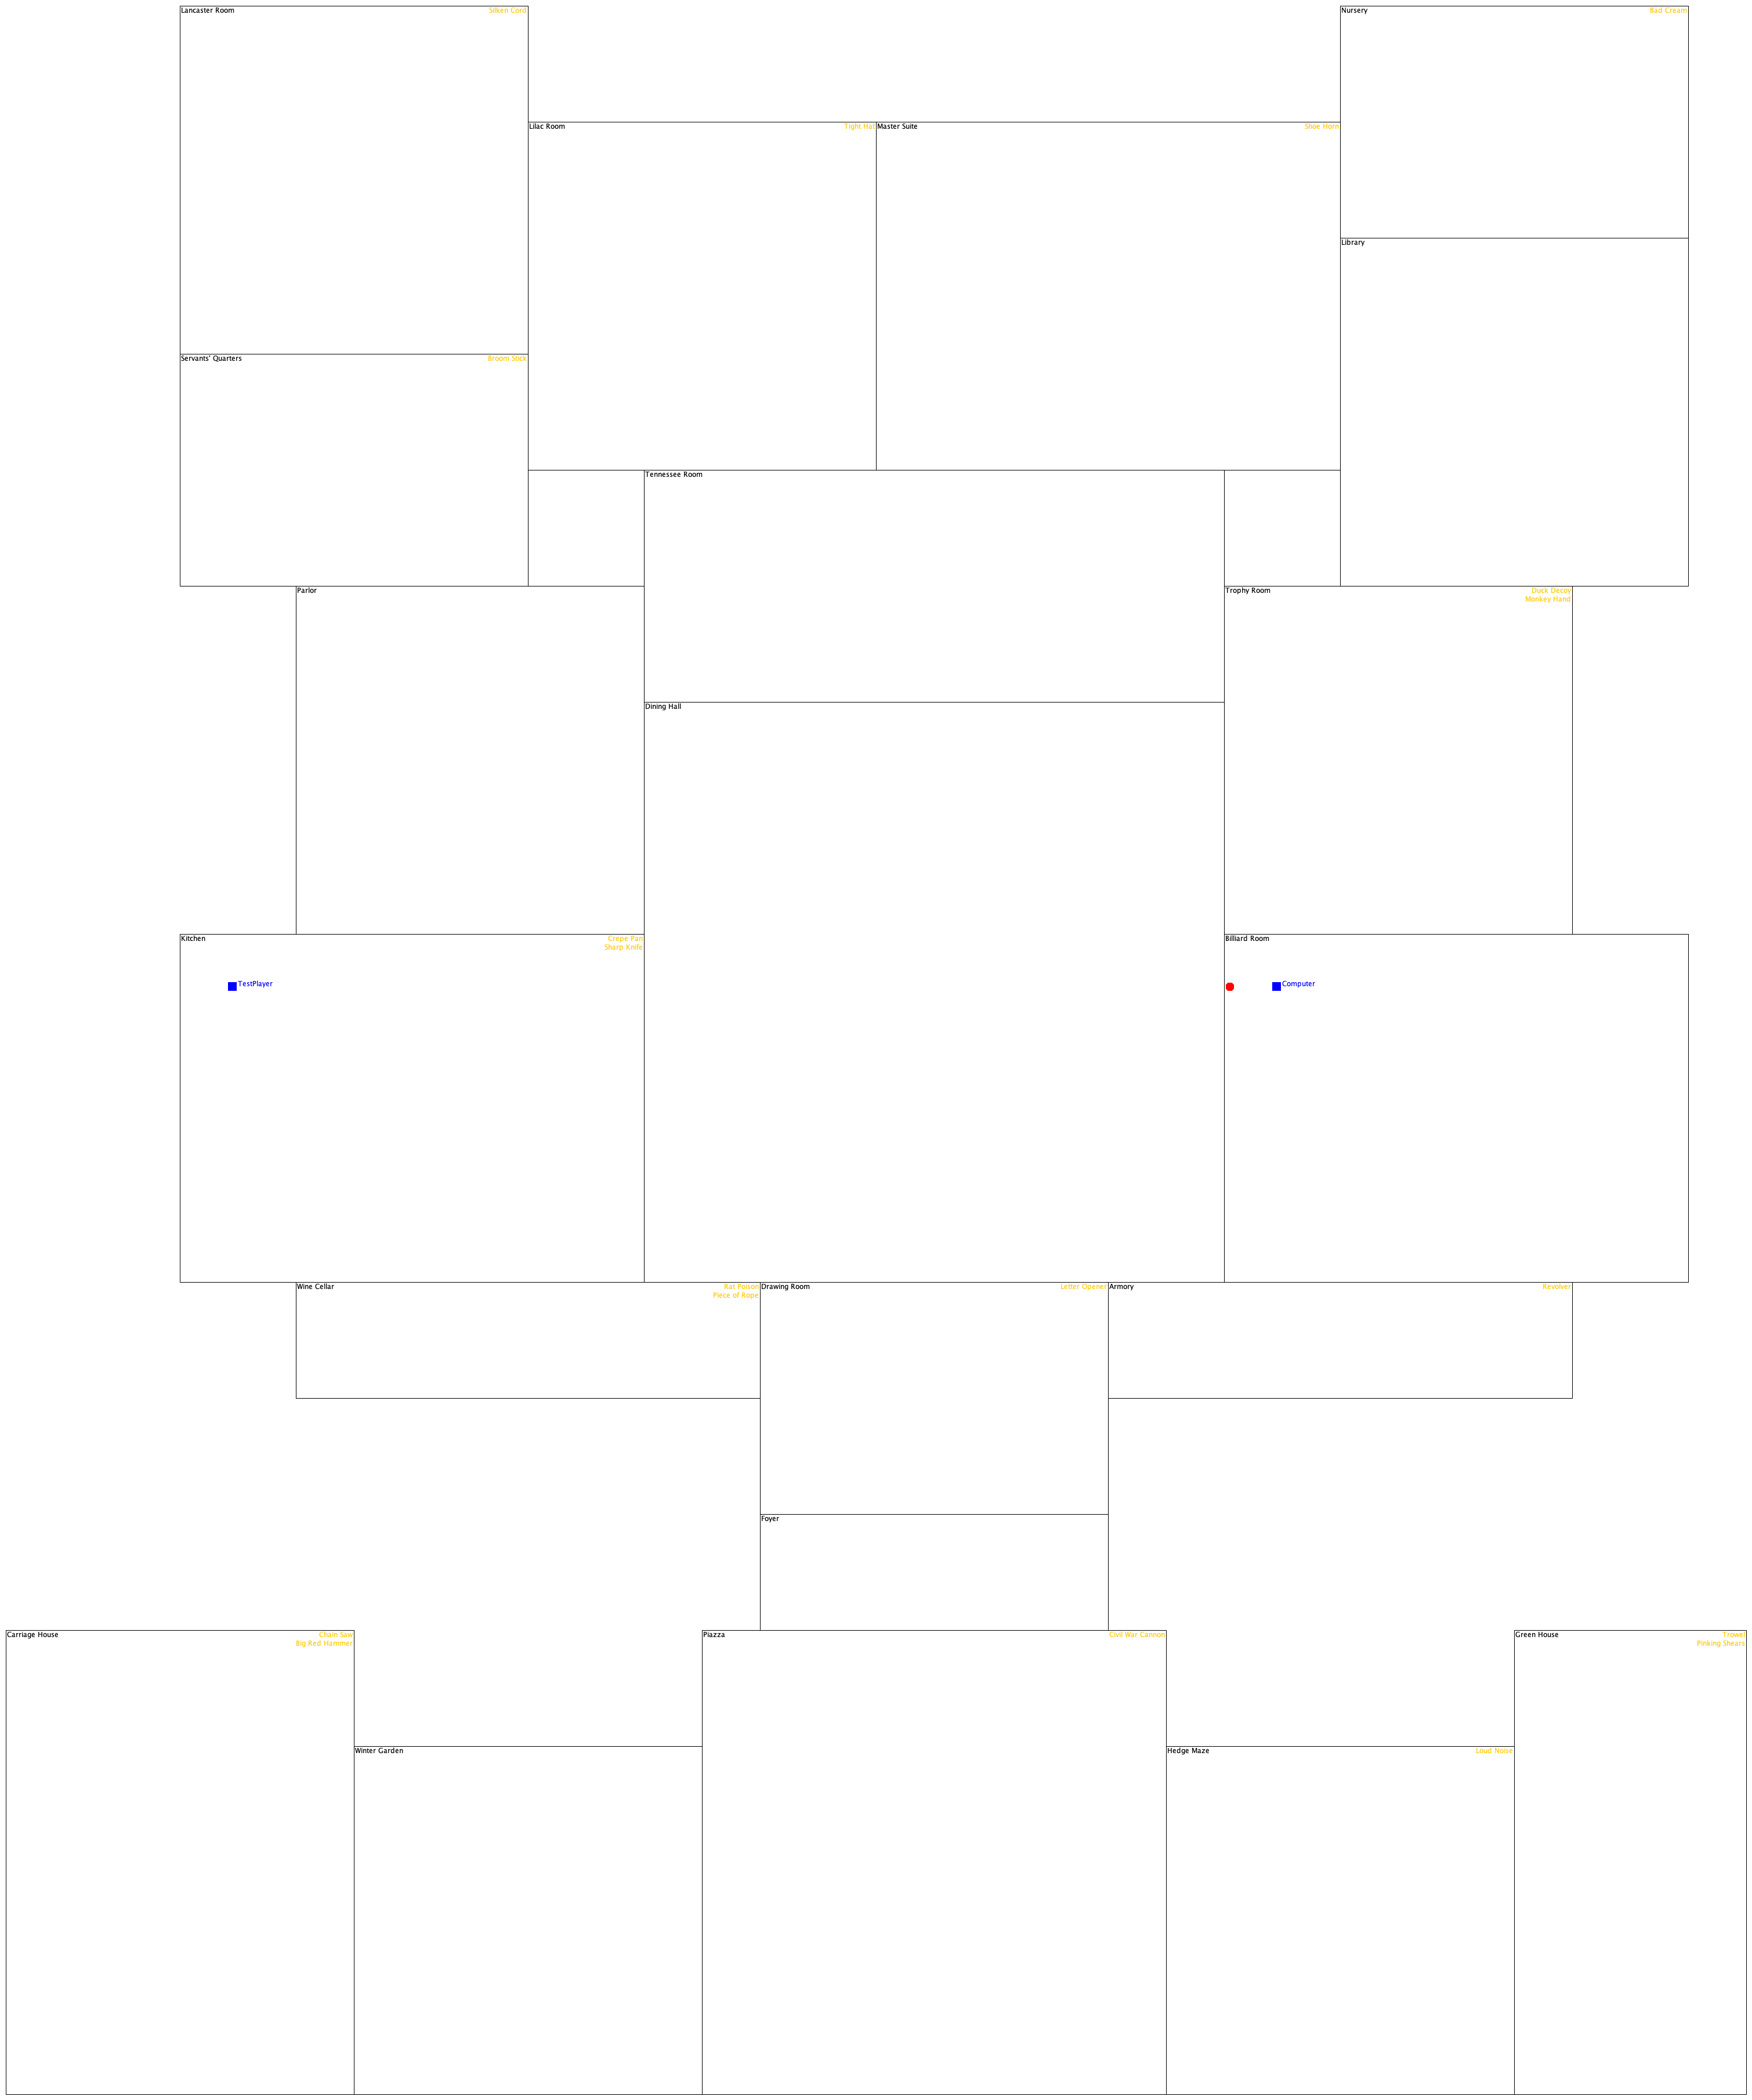 Lancaster Room Silken Cord
Nursery Bad Cream
Lilac Room Tight Hat
Master Suite Shoe Horn
Library
Servants' Quarters Broom Stick
Tennessee Room
Parlor
Trophy Room Duck Decoy
Monkey Hand
Dining Hall
Kitchen Crepe Pan
Sharp Knife
Billiard Room
TestPlayer
Computer
Wine Cellar Rat Poison
Piece of Rope
Drawing Room Letter Opener
Armory Revolver
Foyer
Carriage House Chain Saw
Big Red Hammer
Piazza Civil War Cannon
Green House Trowel
Pinking Shears
Winter Garden
Hedge Maze Loud Noise